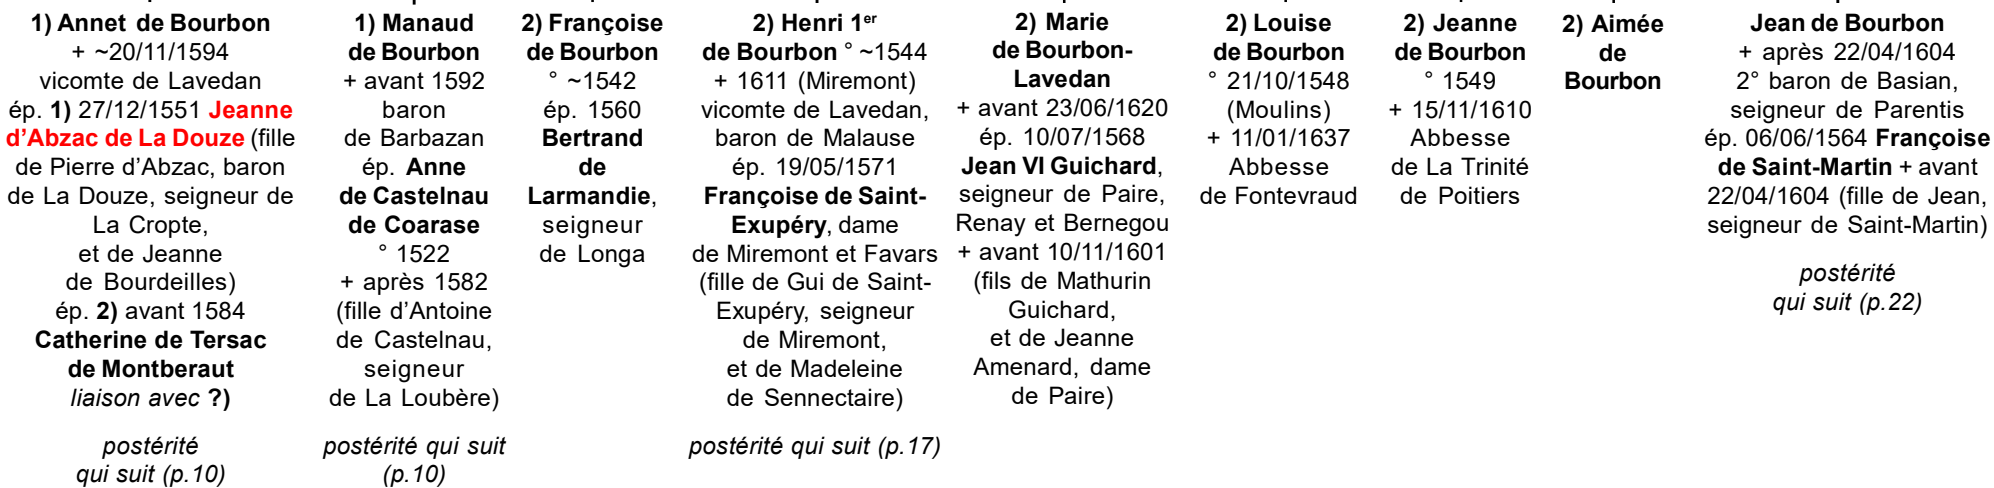 1) Annet de Bourbon
+ ~20/11/1594
vicomte de Lavedan
ép. 1) 27/12/1551 Jeanne
d’Abzac de La Douze (fille
de Pierre d’Abzac, baron
de La Douze, seigneur de
La Cropte,
et de Jeanne
de Bourdeilles)
ép. 2) avant 1584
Catherine de Tersac
de Montberaut
liaison avec ?)
postérité
qui suit (p.10)
1) Manaud
de Bourbon
+ avant 1592
baron
de Barbazan
ép. Anne
de Castelnau
de Coarase
° 1522
+ après 1582
(fille d’Antoine
de Castelnau,
seigneur
de La Loubère)
postérité qui suit
(p.10)
2) Françoise
de Bourbon
° ~1542
ép. 1560
Bertrand
de
Larmandie,
seigneur
de Longa
2) Henri 1er
de Bourbon ° ~1544
+ 1611 (Miremont)
vicomte de Lavedan,
baron de Malause
ép. 19/05/1571
Françoise de Saint-
Exupéry, dame
de Miremont et Favars
(fille de Gui de Saint-
Exupéry, seigneur
de Miremont,
et de Madeleine
de Sennectaire)
postérité qui suit (p.17)
2) Marie
de Bourbon-
Lavedan
+ avant 23/06/1620
ép. 10/07/1568
Jean VI Guichard,
seigneur de Paire,
Renay et Bernegou
+ avant 10/11/1601
(fils de Mathurin
Guichard,
et de Jeanne
Amenard, dame
de Paire)
2) Louise
de Bourbon
° 21/10/1548
(Moulins)
+ 11/01/1637
Abbesse
de Fontevraud
2) Jeanne
de Bourbon
° 1549
+ 15/11/1610
Abbesse
de La Trinité
de Poitiers
2) Aimée
de
Bourbon
Jean de Bourbon
+ après 22/04/1604
2° baron de Basian,
seigneur de Parentis
ép. 06/06/1564 Françoise
de Saint-Martin + avant
22/04/1604 (fille de Jean,
seigneur de Saint-Martin)
postérité
qui suit (p.22)